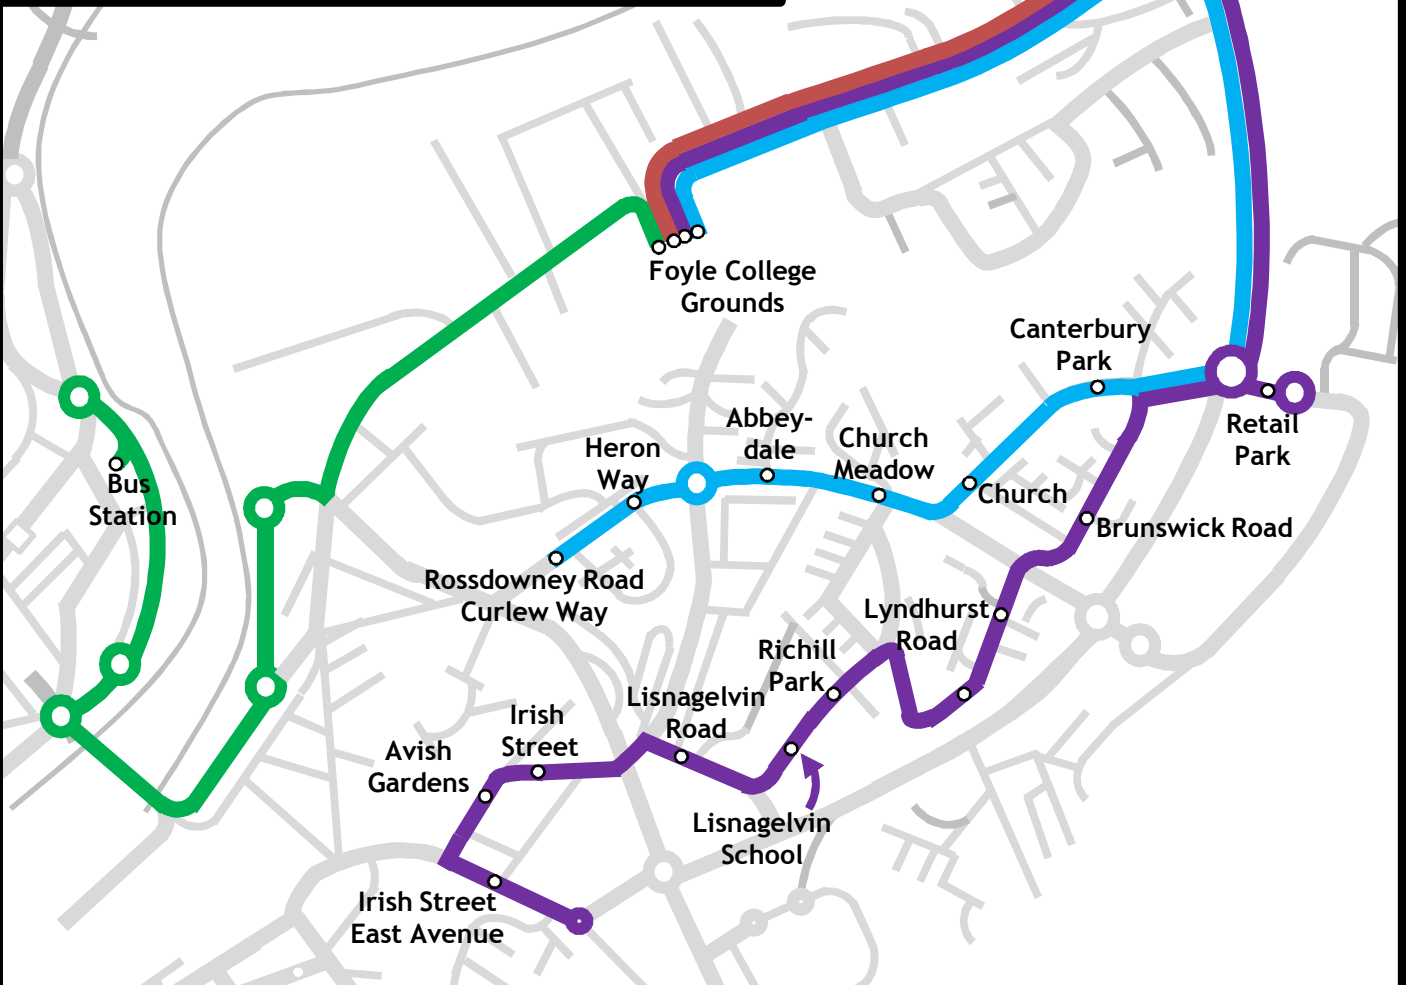 Foyle College
Grounds
Canterbury
Park
Retail
Park
Abbey-
dale
Church
Meadow
Heron
Way
Church
Bus
Station
Brunswick Road
Rossdowney Road
Curlew Way
Lyndhurst
Road
Richill
Park
Lisnagelvin
Road
Irish
Street
Avish
Gardens
Lisnagelvin
School
Irish Street
East Avenue